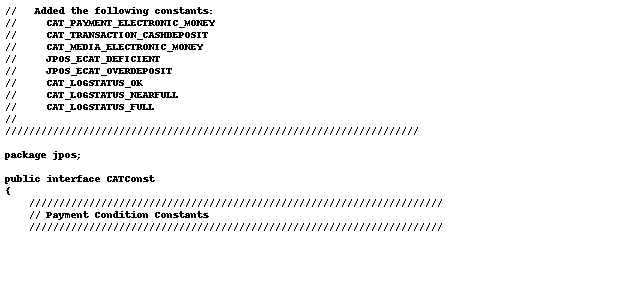 //   Added the following constants:
//     CAT_PAYMENT_ELECTRONIC_MONEY
//     CAT_TRANSACTION_CASHDEPOSIT
//     CAT_MEDIA_ELECTRONIC_MONEY
//     JPOS_ECAT_DEFICIENT
//     JPOS_ECAT_OVERDEPOSIT
//     CAT_LOGSTATUS_OK
//     CAT_LOGSTATUS_NEARFULL
//     CAT_LOGSTATUS_FULL
//
/////////////////////////////////////////////////////////////////////
package jpos;
public interface CATConst
{
    /////////////////////////////////////////////////////////////////////
    // Payment Condition Constants
    /////////////////////////////////////////////////////////////////////